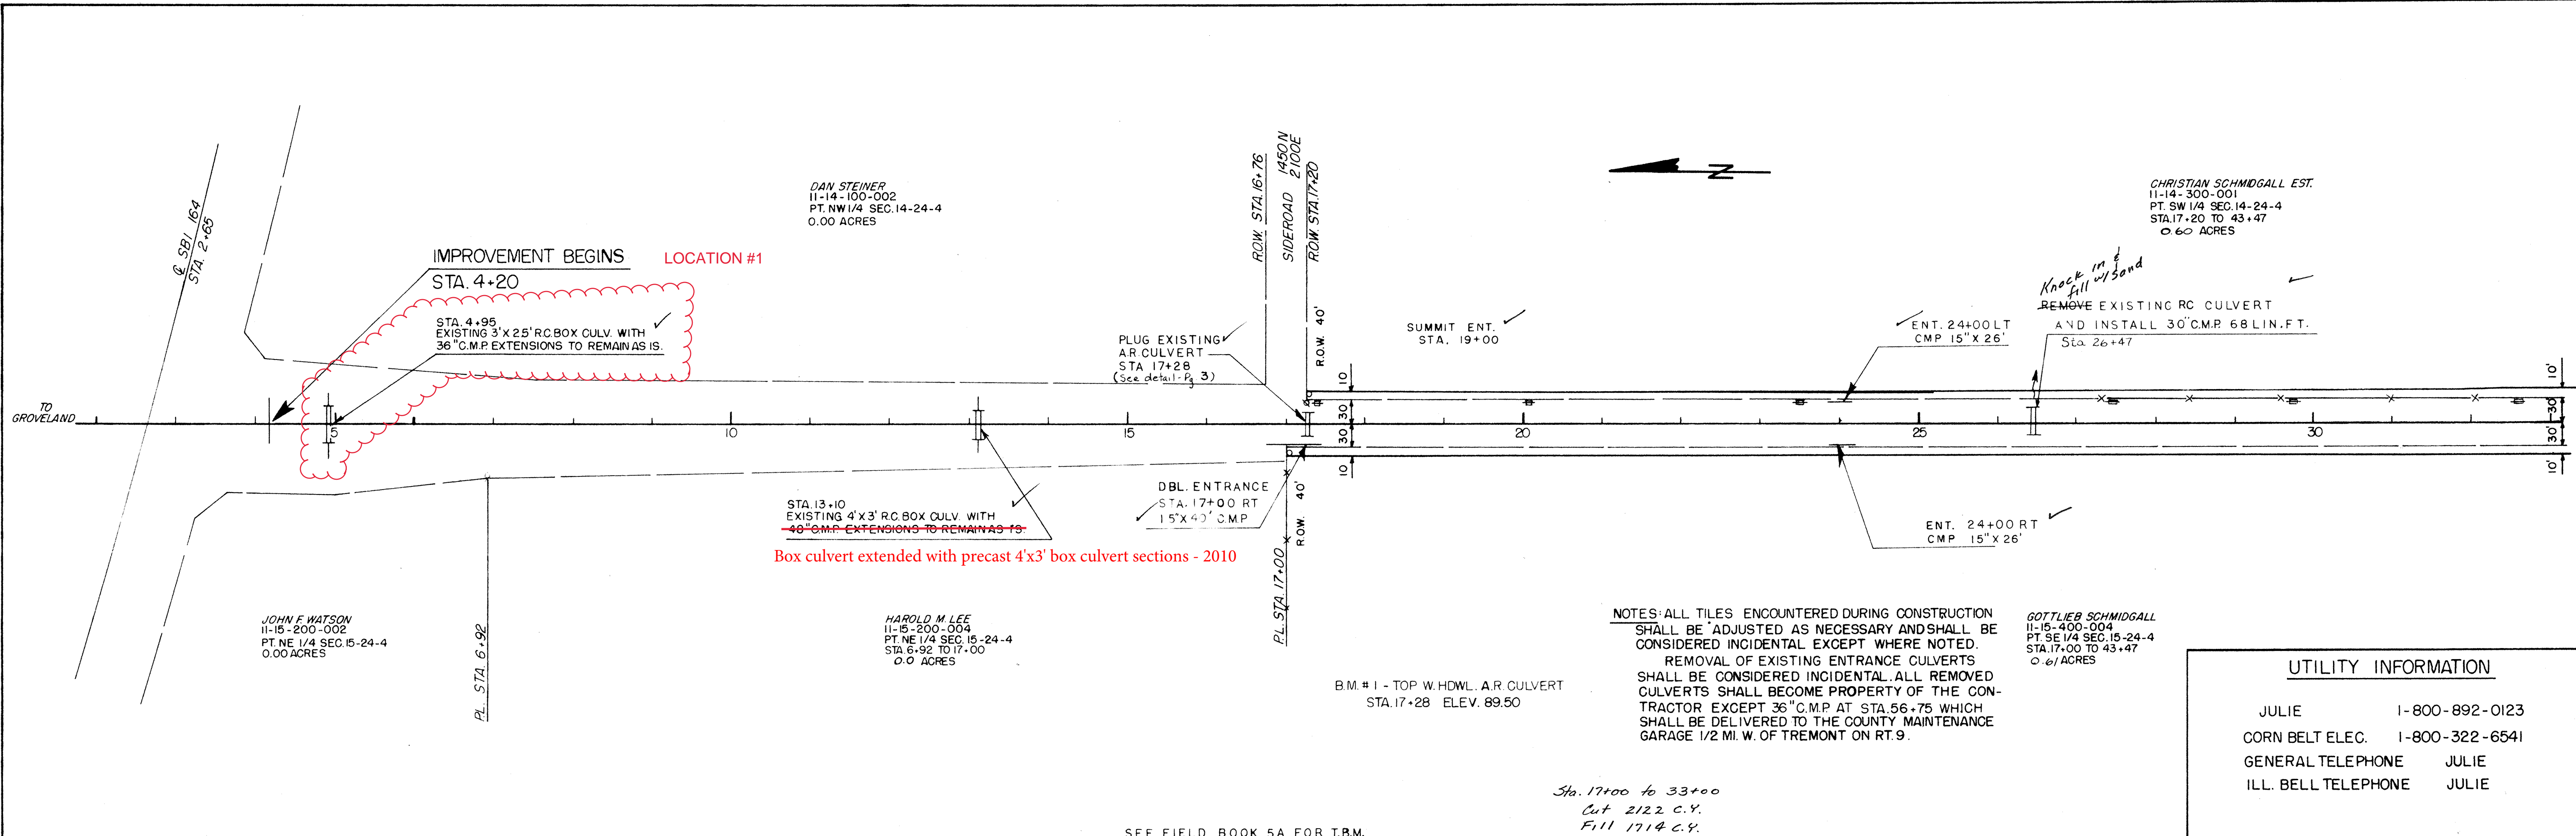 TO
GROVELAND
℄ SBI 164
STA. 2+65
IMPROVEMENT BEGINS
STA. 4+20
LOCATION #1
STA. 4+95
EXISTING 3'X 2.5' R.C.BOX CULV. WITH
36"C.M.P. EXTENSIONS TO REMAIN AS IS.
DAN STEINER
11-14-100-002
PT. NW 1/4 SEC.14-24-4
0.00 ACRES
PLUG EXISTING
A.R.CULVERT
STA 17+28
(See detail-Pg 3)
R.O.W. STA.16+76
SIDEROAD 1450N
2100E
R.O.W. STA.17+20
R.O.W. 40'
SUMMIT ENT.
STA. 19+00
N
ENT. 24+00 LT
CMP 15"X 26'
CHRISTIAN SCHMIDGALL EST.
11-14-300-001
PT. SW 1/4 SEC.14-24-4
STA.17+20 TO 43+47
0.60 ACRES
Knock in &
fill w/sand
REMOVE EXISTING RC CULVERT
AND INSTALL 30"C.M.P. 68 LIN.FT.
Sta 26+47
5
10
15
20
25
30
10
30
30
10
10'
30'
30'
10'
STA.13+10
EXISTING 4'X3' R.C.BOX CULV. WITH
48"C.M.P. EXTENSIONS TO REMAIN AS IS.
Box culvert extended with precast 4'x3' box culvert sections - 2010
DBL. ENTRANCE
STA. 17+00 RT
15"X 40' C.M.P
R.O.W. 40'
P.L. STA. 17+00
ENT. 24+00 RT
CMP 15"X 26'
JOHN F. WATSON
11-15-200-002
PT. NE 1/4 SEC.15-24-4
0.00 ACRES
P.L. STA. 6+92
HAROLD M. LEE
11-15-200-004
PT. NE 1/4 SEC.15-24-4
STA.6+92 TO 17+00
0.0 ACRES
B.M.#1 - TOP W. HDWL. A.R. CULVERT
STA.17+28 ELEV. 89.50
NOTES: ALL TILES ENCOUNTERED DURING CONSTRUCTION
SHALL BE ADJUSTED AS NECESSARY AND SHALL BE
CONSIDERED INCIDENTAL EXCEPT WHERE NOTED.
REMOVAL OF EXISTING ENTRANCE CULVERTS
SHALL BE CONSIDERED INCIDENTAL. ALL REMOVED
CULVERTS SHALL BECOME PROPERTY OF THE CON-
TRACTOR EXCEPT 36"C.M.P. AT STA.56+75 WHICH
SHALL BE DELIVERED TO THE COUNTY MAINTENANCE
GARAGE 1/2 MI. W. OF TREMONT ON RT. 9.
GOTTLIEB SCHMIDGALL
11-15-400-004
PT. SE 1/4 SEC.15-24-4
STA.17+00 TO 43+47
0.61 ACRES
UTILITY INFORMATION
JULIE 1-800-892-0123
CORN BELT ELEC. 1-800-322-6541
GENERAL TELEPHONE JULIE
ILL. BELL TELEPHONE JULIE
Sta. 17+00 to 33+00
Cut 2122 C.Y.
Fill 1714 C.Y.
SEE FIELD BOOK 5A FOR T.B.M.